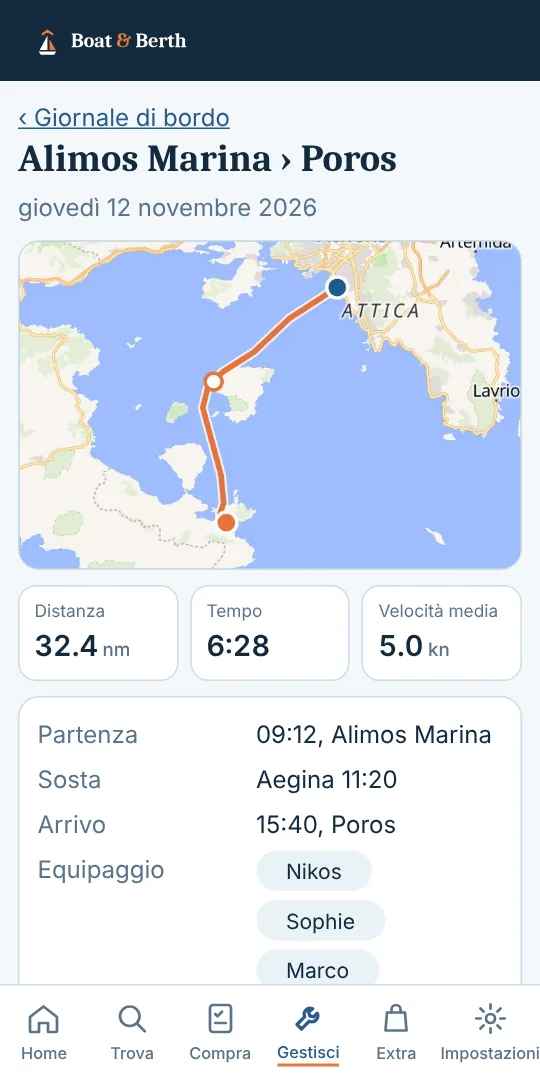 Boat & Berth
‹ Giornale di bordo
Alimos Marina › Poros
giovedì 12 novembre 2026
Artemida
ATTICA
Lavrio
Distanza
32.4 nm
Tempo
6:28
Velocità media
5.0 kn
Partenza
09:12, Alimos Marina
Sosta
Aegina 11:20
Arrivo
15:40, Poros
Equipaggio
Nikos
Sophie
Marco
Home
Trova
Compra
Gestisci
Extra
Impostazioni